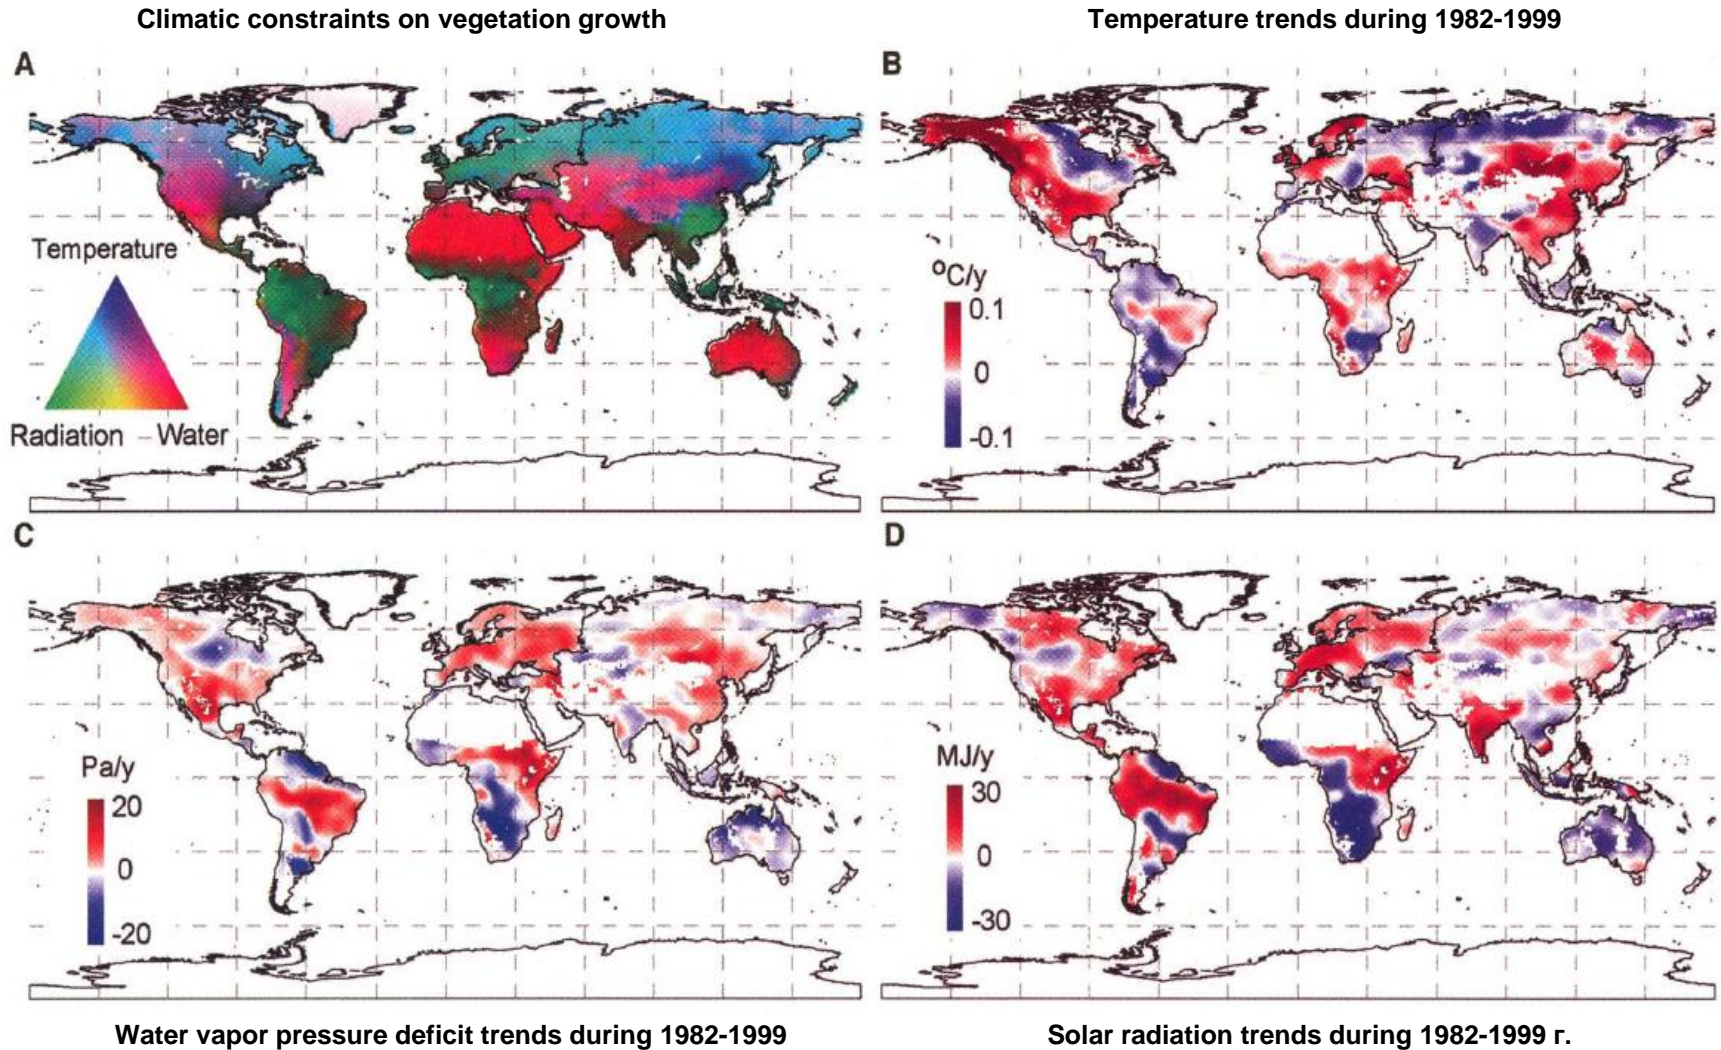 Climatic constraints on vegetation growth
Temperature trends during 1982-1999
A
B
Temperature
Radiation
Water
ºC/y
0.1
0
-0.1
C
D
Pa/y
20
0
-20
MJ/y
30
0
-30
Water vapor pressure deficit trends during 1982-1999
Solar radiation trends during 1982-1999 г.